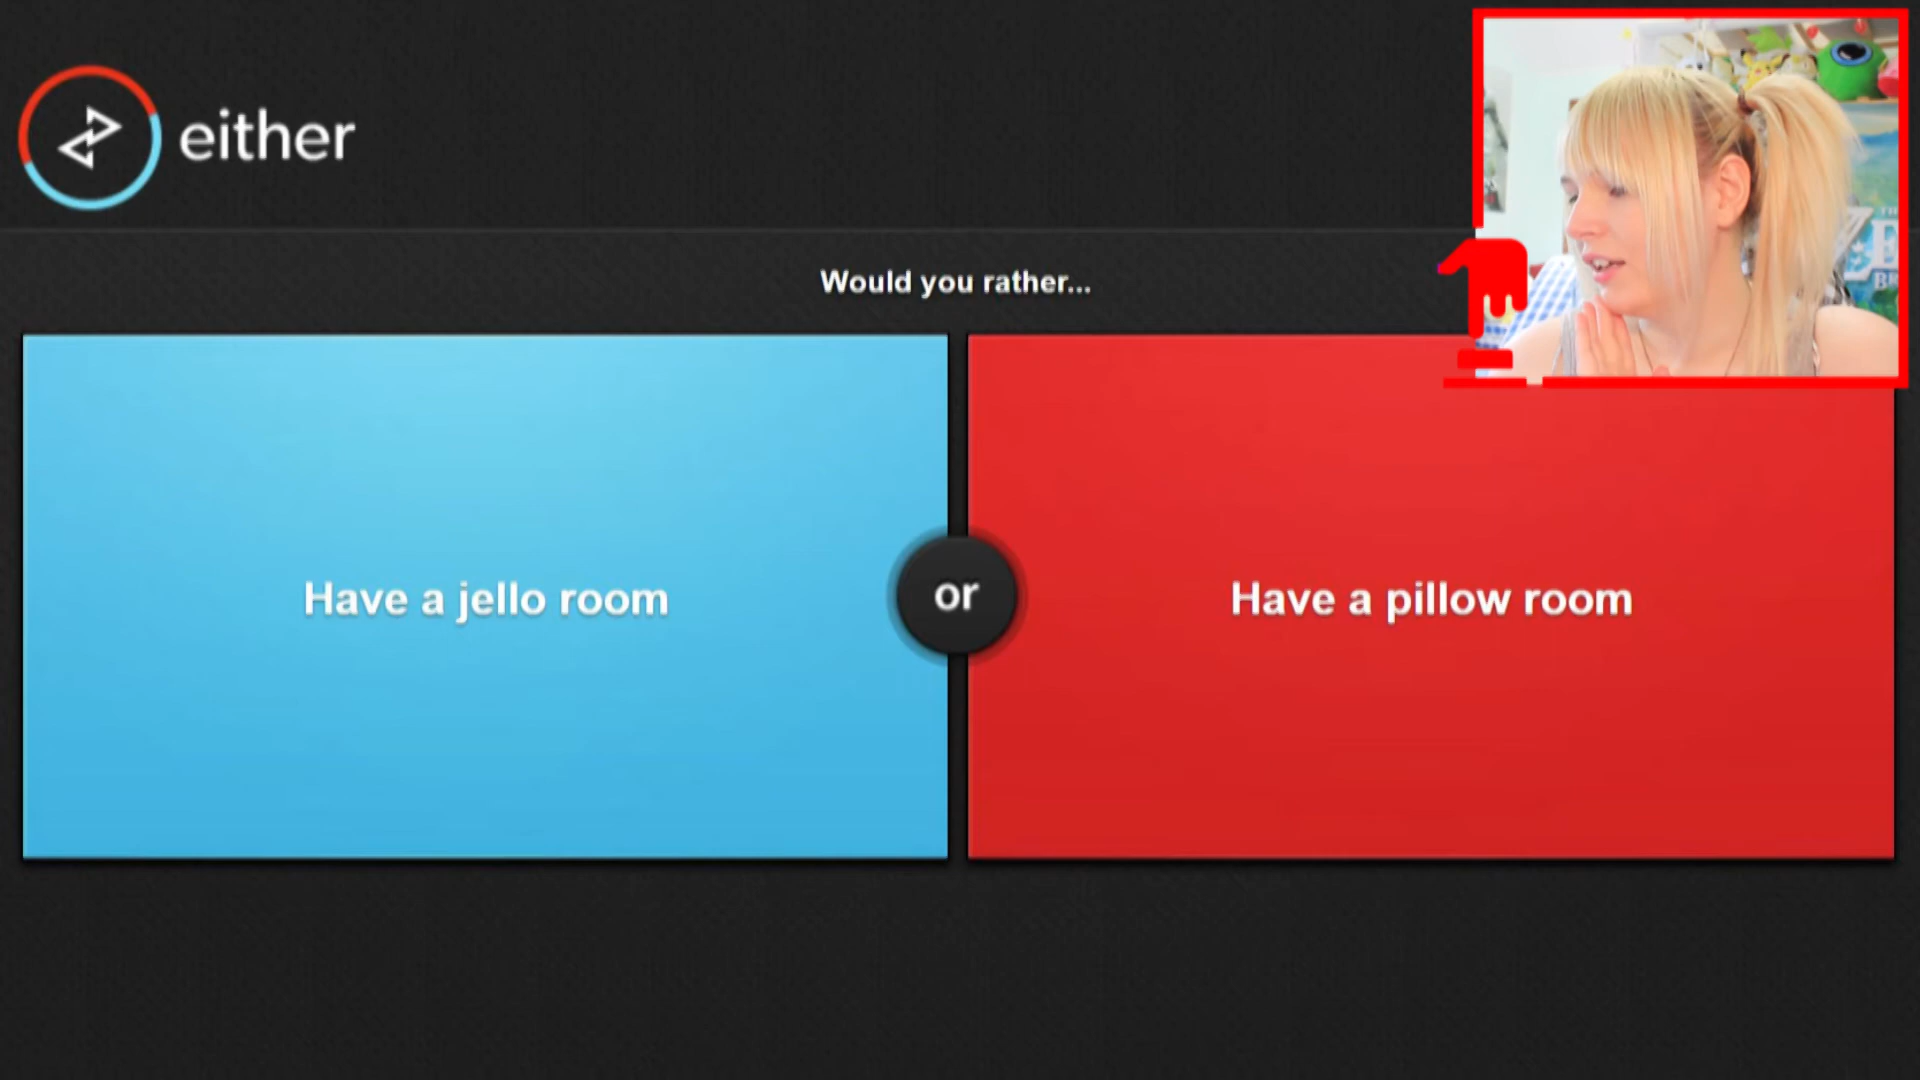 either
Would you rather...
Have a jello room
or
Have a pillow room